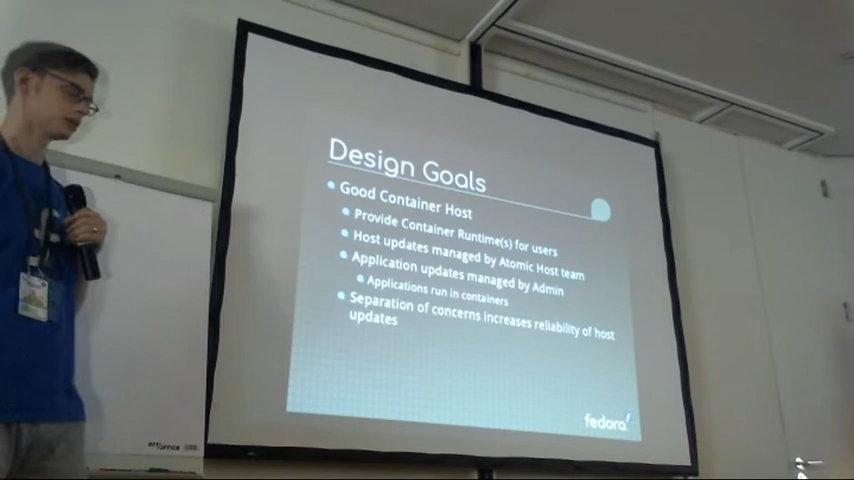 Design Goals
Good Container Host
Provide Container Runtime(s) for users
Host updates managed by Atomic Host team
Application updates managed by Admin
Applications run in containers
Separation of concerns increases reliability of host
updates
fedora